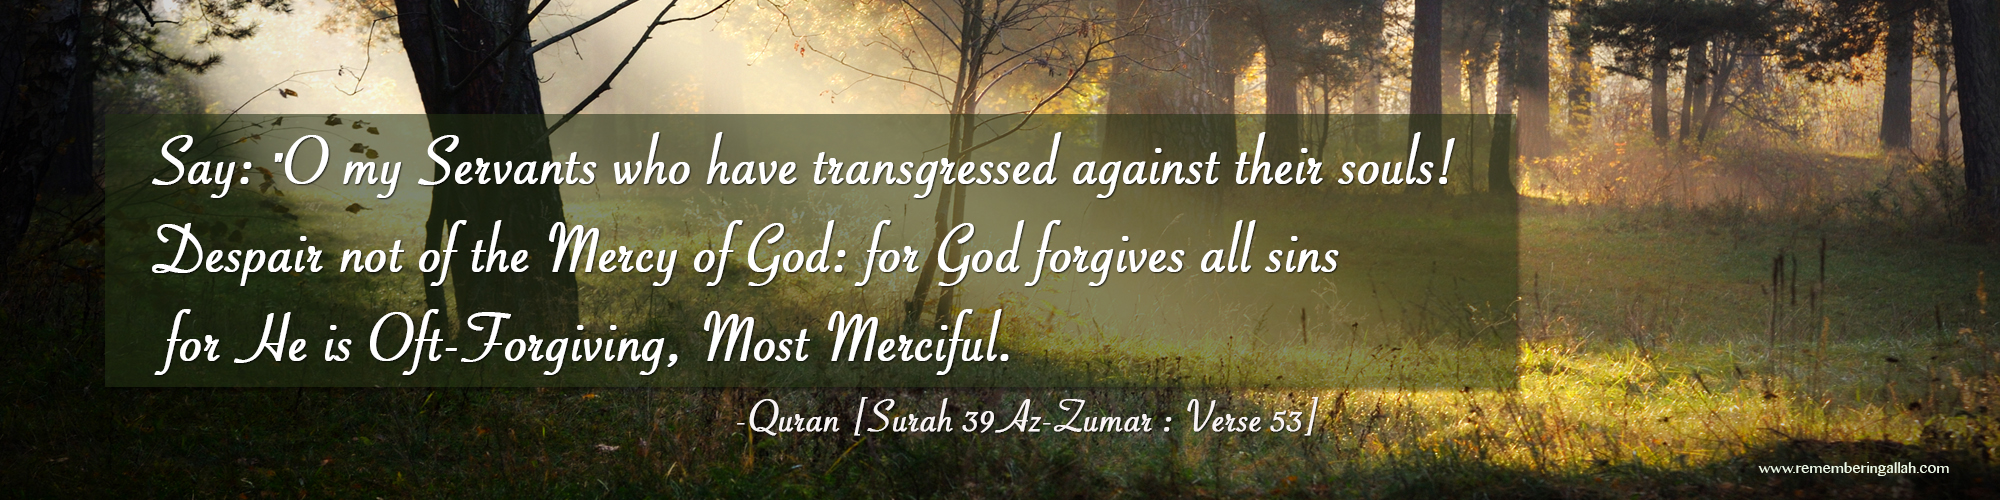 Say: "O my Servants who have transgressed against their souls!
Despair not of the Mercy of God: for God forgives all sins
for He is Oft-Forgiving, Most Merciful.
-Quran [Surah 39 Az-Zumar : Verse 53]
www.rememberingallah.com